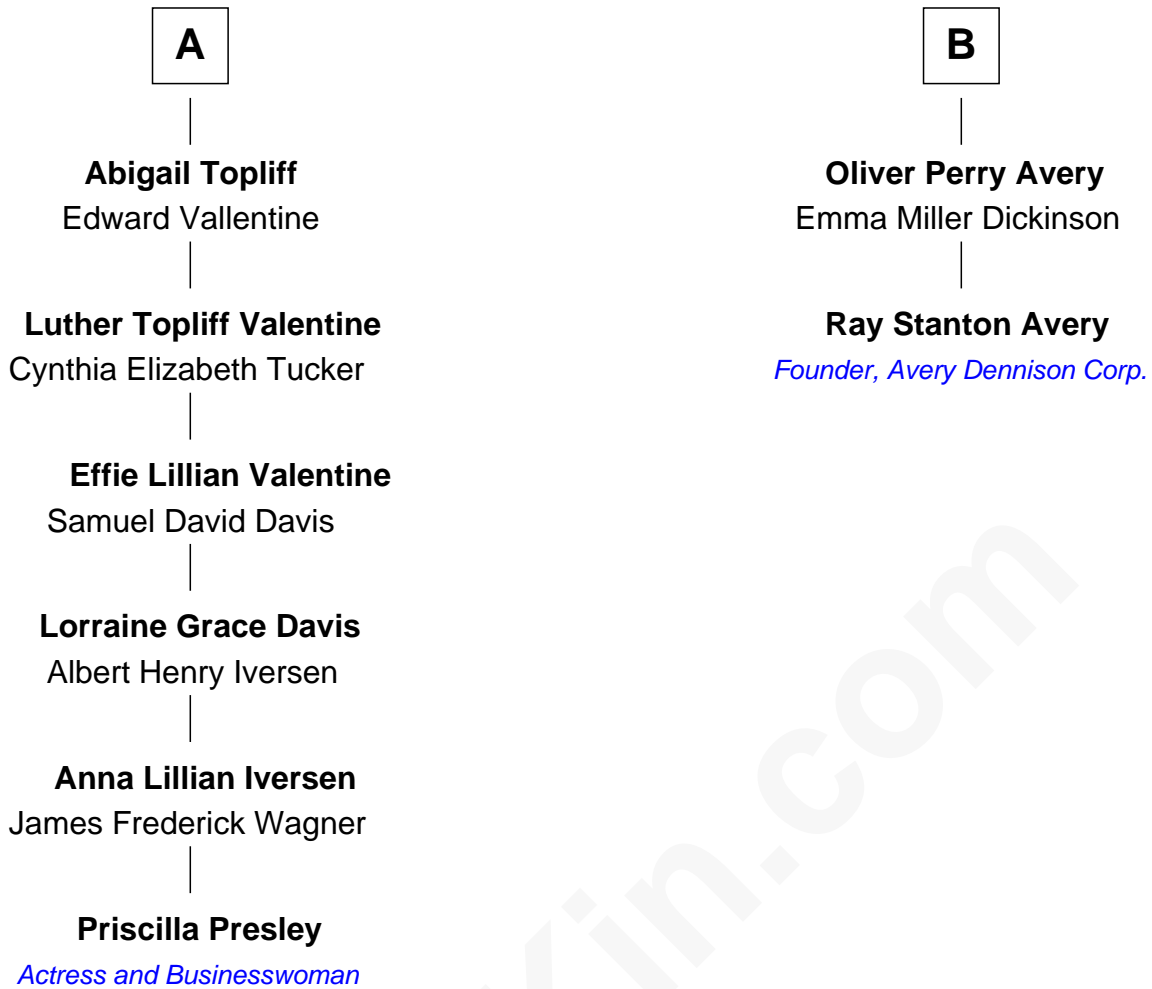 A
Abigail Topliff
Edward Vallentine
Luther Topliff Valentine
Cynthia Elizabeth Tucker
Effie Lillian Valentine
Samuel David Davis
Lorraine Grace Davis
Albert Henry Iversen
Anna Lillian Iversen
James Frederick Wagner
Priscilla Presley
Actress and Businesswoman
B
Oliver Perry Avery
Emma Miller Dickinson
Ray Stanton Avery
Founder, Avery Dennison Corp.
Kin.com